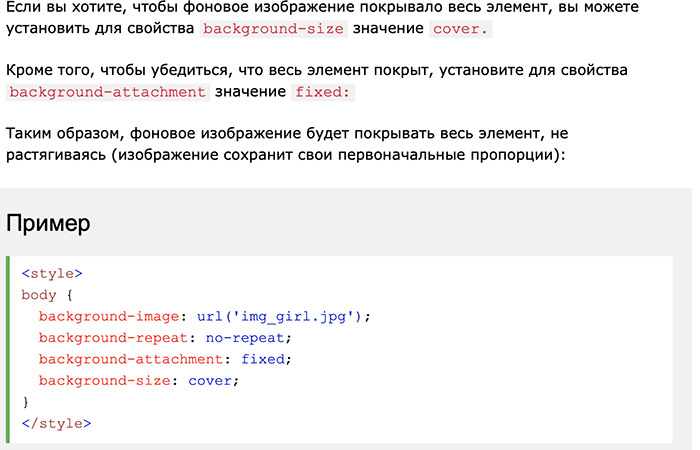 Если вы хотите, чтобы фоновое изображение покрывало весь элемент, вы можете
установить для свойства background-size значение cover.
Кроме того, чтобы убедиться, что весь элемент покрыт, установите для свойства
background-attachment значение fixed:
Таким образом, фоновое изображение будет покрывать весь элемент, не
растягиваясь (изображение сохранит свои первоначальные пропорции):
Пример
<style>
body {
  background-image: url('img_girl.jpg');
  background-repeat: no-repeat;
  background-attachment: fixed;
  background-size: cover;
}
</style>